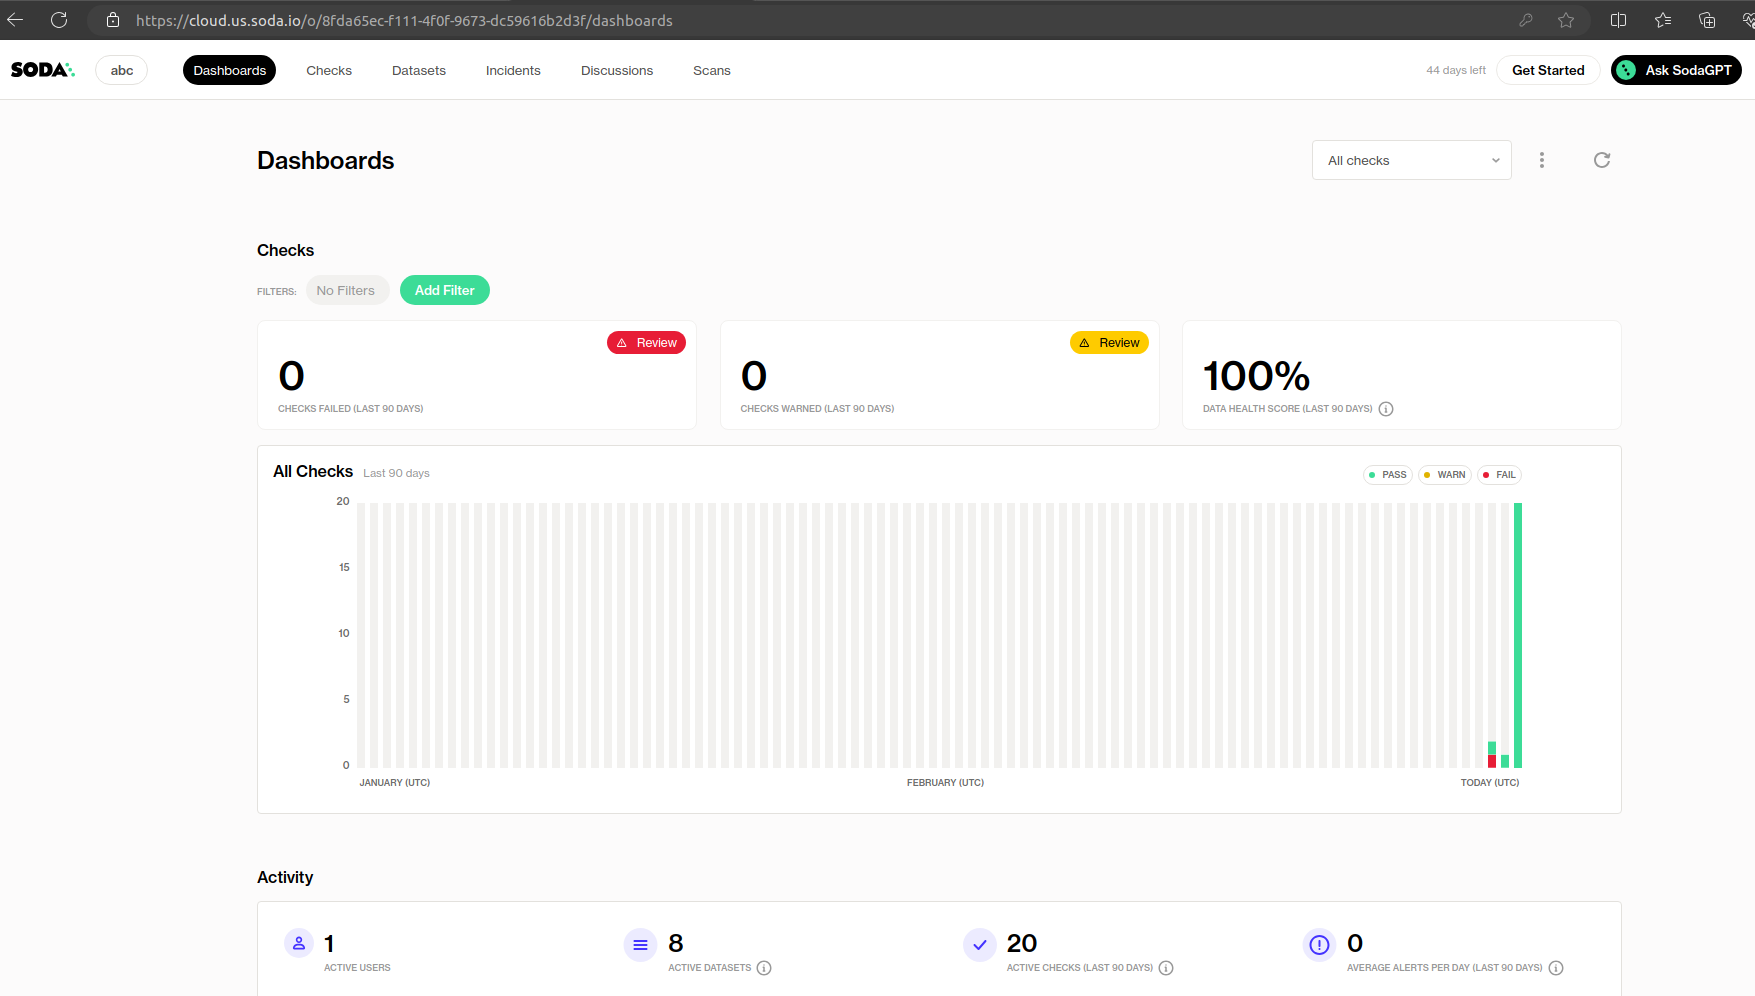 https://cloud.us.soda.io/o/8fda65ec-f111-4f0f-9673-dc59616b2d3f/dashboards
SODA abc Dashboards Checks Datasets Incidents Discussions Scans 44 days left Get Started Ask SodaGPT
Dashboards All checks
Checks
FILTERS: No Filters Add Filter
Review Review
0 0 100%
CHECKS FAILED (LAST 90 DAYS) CHECKS WARNED (LAST 90 DAYS) DATA HEALTH SCORE (LAST 90 DAYS)
All Checks Last 90 days PASS WARN FAIL
20
15
10
5
0
JANUARY (UTC) FEBRUARY (UTC) TODAY (UTC)
Activity
1 8 20 0
ACTIVE USERS ACTIVE DATASETS ACTIVE CHECKS (LAST 90 DAYS) AVERAGE ALERTS PER DAY (LAST 90 DAYS)